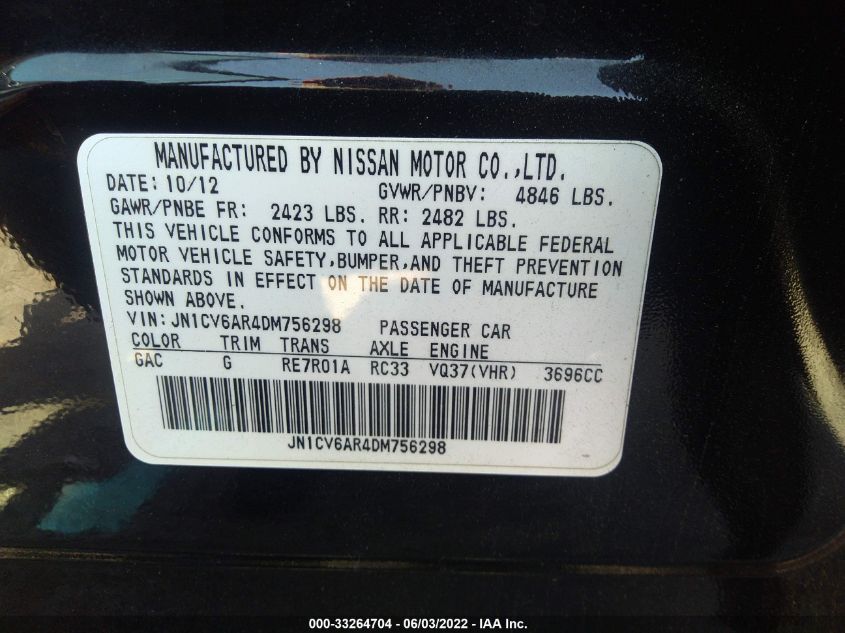 MANUFACTURED BY NISSAN MOTOR CO.,LTD.
DATE: 10/12 GVWR/PNBV: 4846 LBS.
GAWR/PNBE FR: 2423 LBS. RR: 2482 LBS.
THIS VEHICLE CONFORMS TO ALL APPLICABLE FEDERAL
MOTOR VEHICLE SAFETY,BUMPER,AND THEFT PREVENTION
STANDARDS IN EFFECT ON THE DATE OF MANUFACTURE
SHOWN ABOVE.
VIN:JN1CV6AR4DM756298 PASSENGER CAR
COLOR TRIM TRANS AXLE ENGINE
GAC G RE7R01A RC33 VQ37(VHR) 3696CC
JN1CV6AR4DM756298
000-33264704 — 06/03/2022 — IAA Inc.